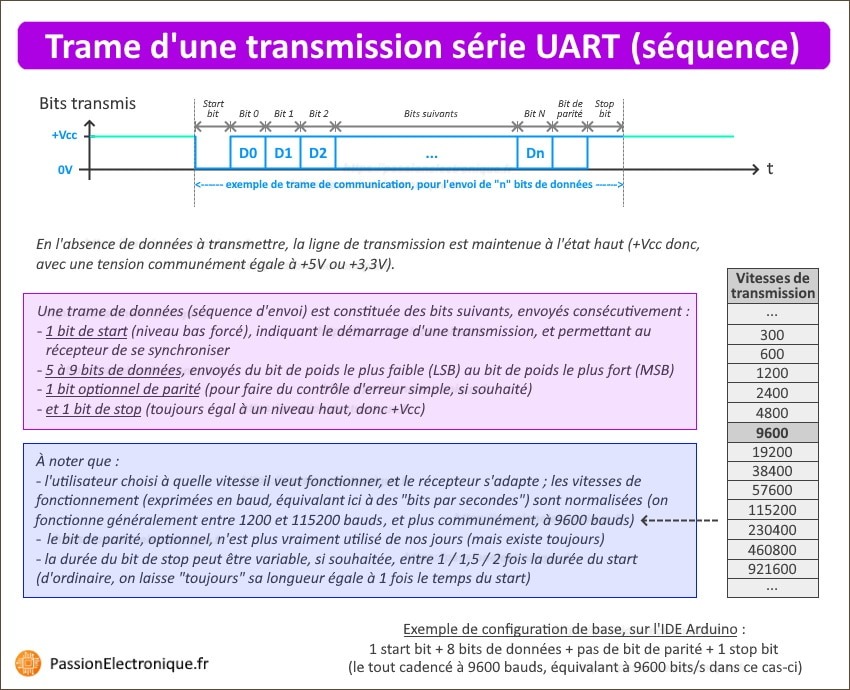 Trame d'une transmission série UART (séquence)
Bits transmis
Start bit
Bit 0
Bit 1
Bit 2
Bits suivants
Bit N
Bit de parité
Stop bit
+Vcc
D0 D1 D2 ... Dn
0V
t
<------ exemple de trame de communication, pour l'envoi de "n" bits de données ------>
En l'absence de données à transmettre, la ligne de transmission est maintenue à l'état haut (+Vcc donc,
avec une tension communément égale à +5V ou +3,3V).
Une trame de données (séquence d'envoi) est constituée des bits suivants, envoyés consécutivement :
- 1 bit de start (niveau bas forcé), indiquant le démarrage d'une transmission, et permettant au
récepteur de se synchroniser
- 5 à 9 bits de données, envoyés du bit de poids le plus faible (LSB) au bit de poids le plus fort (MSB)
- 1 bit optionnel de parité (pour faire du contrôle d'erreur simple, si souhaité)
- et 1 bit de stop (toujours égal à un niveau haut, donc +Vcc)
À noter que :
- l'utilisateur choisi à quelle vitesse il veut fonctionner, et le récepteur s'adapte ; les vitesses de
fonctionnement (exprimées en baud, équivalant ici à des "bits par secondes") sont normalisées (on
fonctionne généralement entre 1200 et 115200 bauds, et plus communément, à 9600 bauds)
- le bit de parité, optionnel, n'est plus vraiment utilisé de nos jours (mais existe toujours)
- la durée du bit de stop peut être variable, si souhaitée, entre 1 / 1,5 / 2 fois la durée du start
(d'ordinaire, on laisse "toujours" sa longueur égale à 1 fois le temps du start)
Vitesses de
transmission
...
300
600
1200
2400
4800
9600
19200
38400
57600
115200
230400
460800
921600
...
Exemple de configuration de base, sur l'IDE Arduino :
1 start bit + 8 bits de données + pas de bit de parité + 1 stop bit
(le tout cadencé à 9600 bauds, équivalant à 9600 bits/s dans ce cas-ci)
PassionElectronique.fr